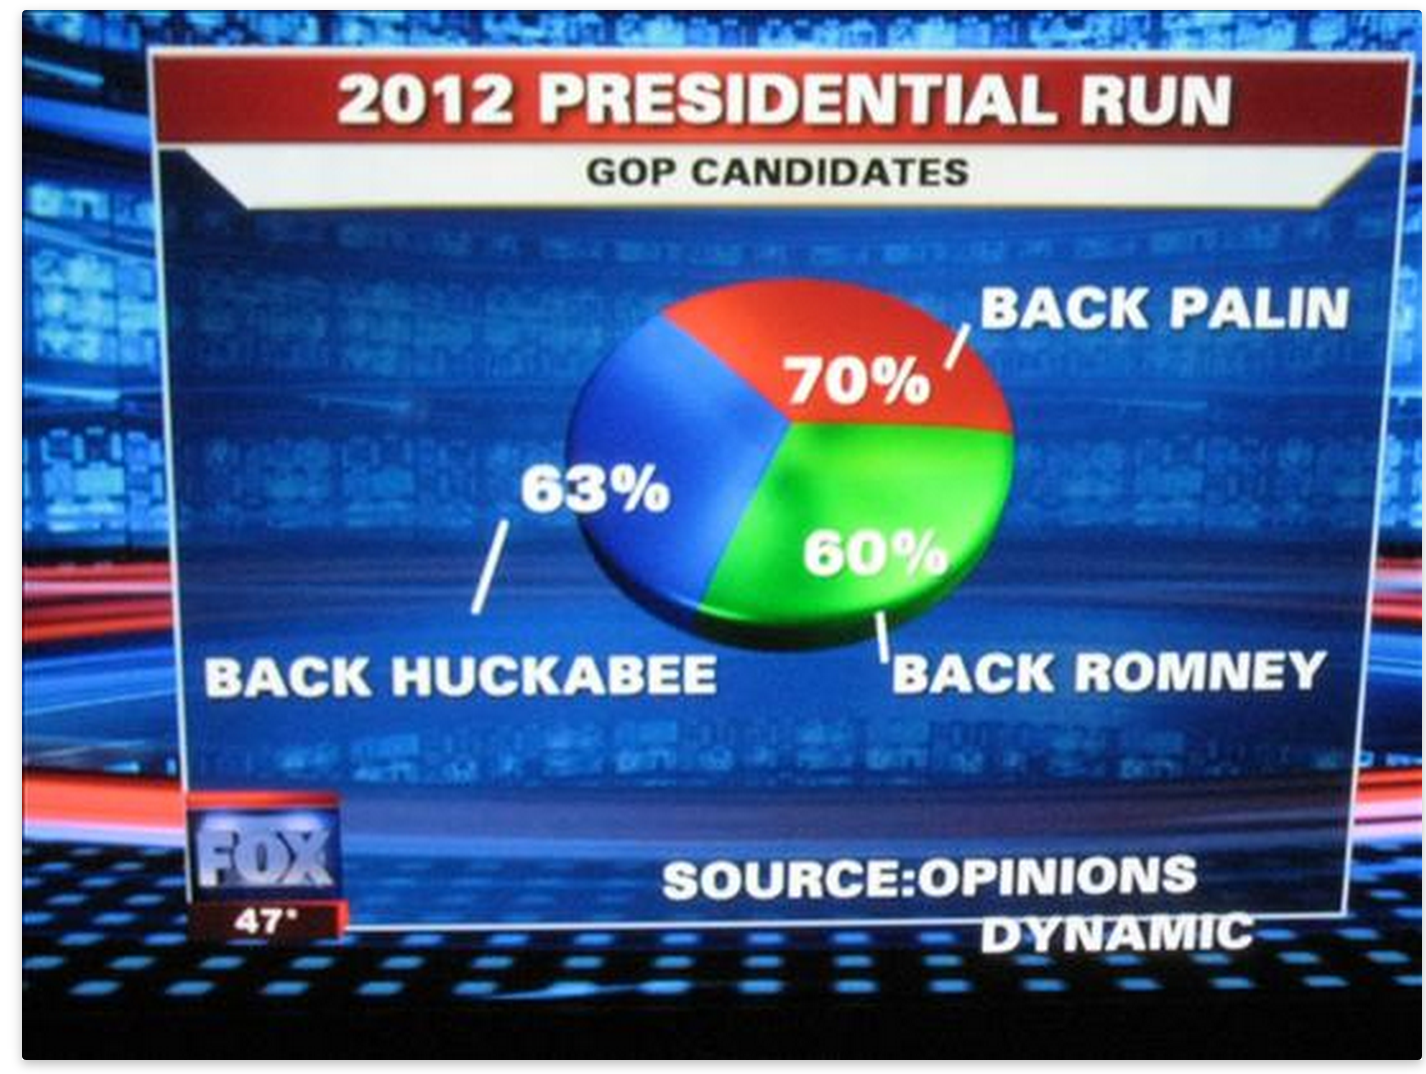 2012 PRESIDENTIAL RUN
GOP CANDIDATES
BACK PALIN
70%
63%
60%
BACK HUCKABEE
BACK ROMNEY
FOX
47°
SOURCE:OPINIONS
DYNAMIC